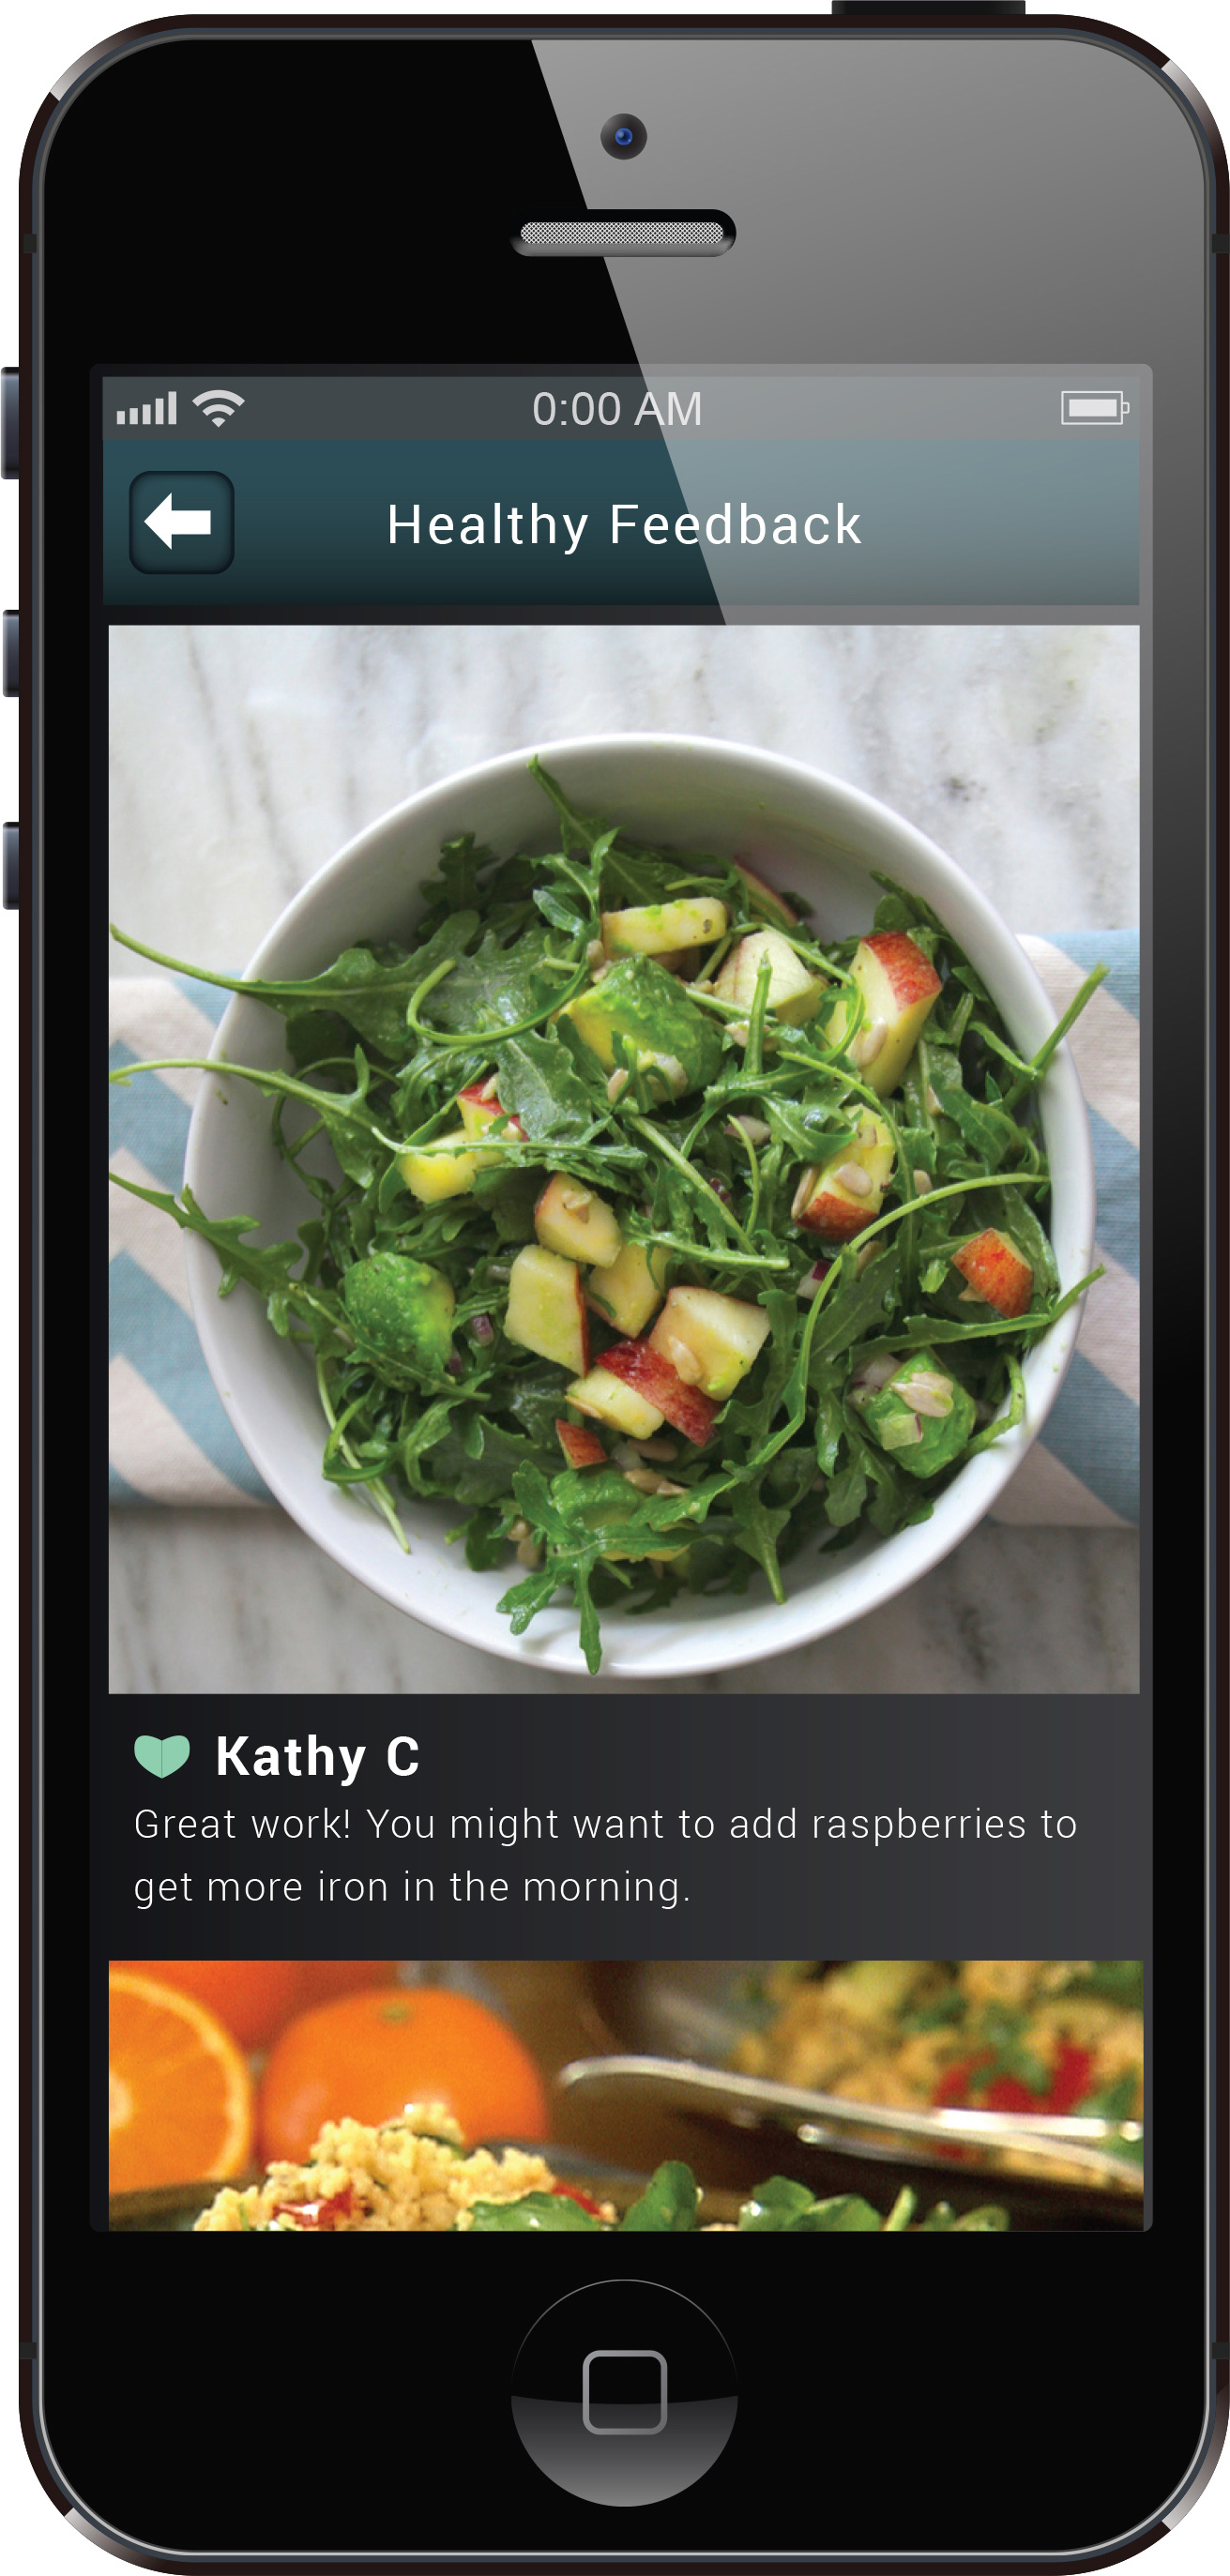 0:00 AM
Healthy Feedback
Kathy C
Great work! You might want to add raspberries to
get more iron in the morning.